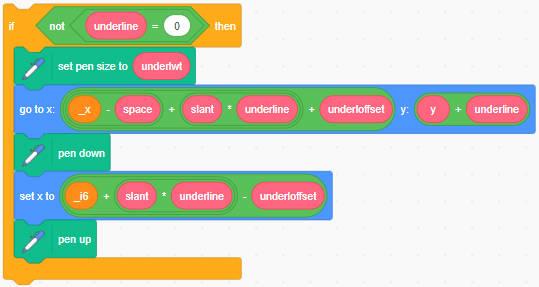 if not underline = 0 then
set pen size to underlwt
go to x: _x - space + slant * underline + underloffset y: y + underline
pen down
set x to _i6 + slant * underline - underloffset
pen up